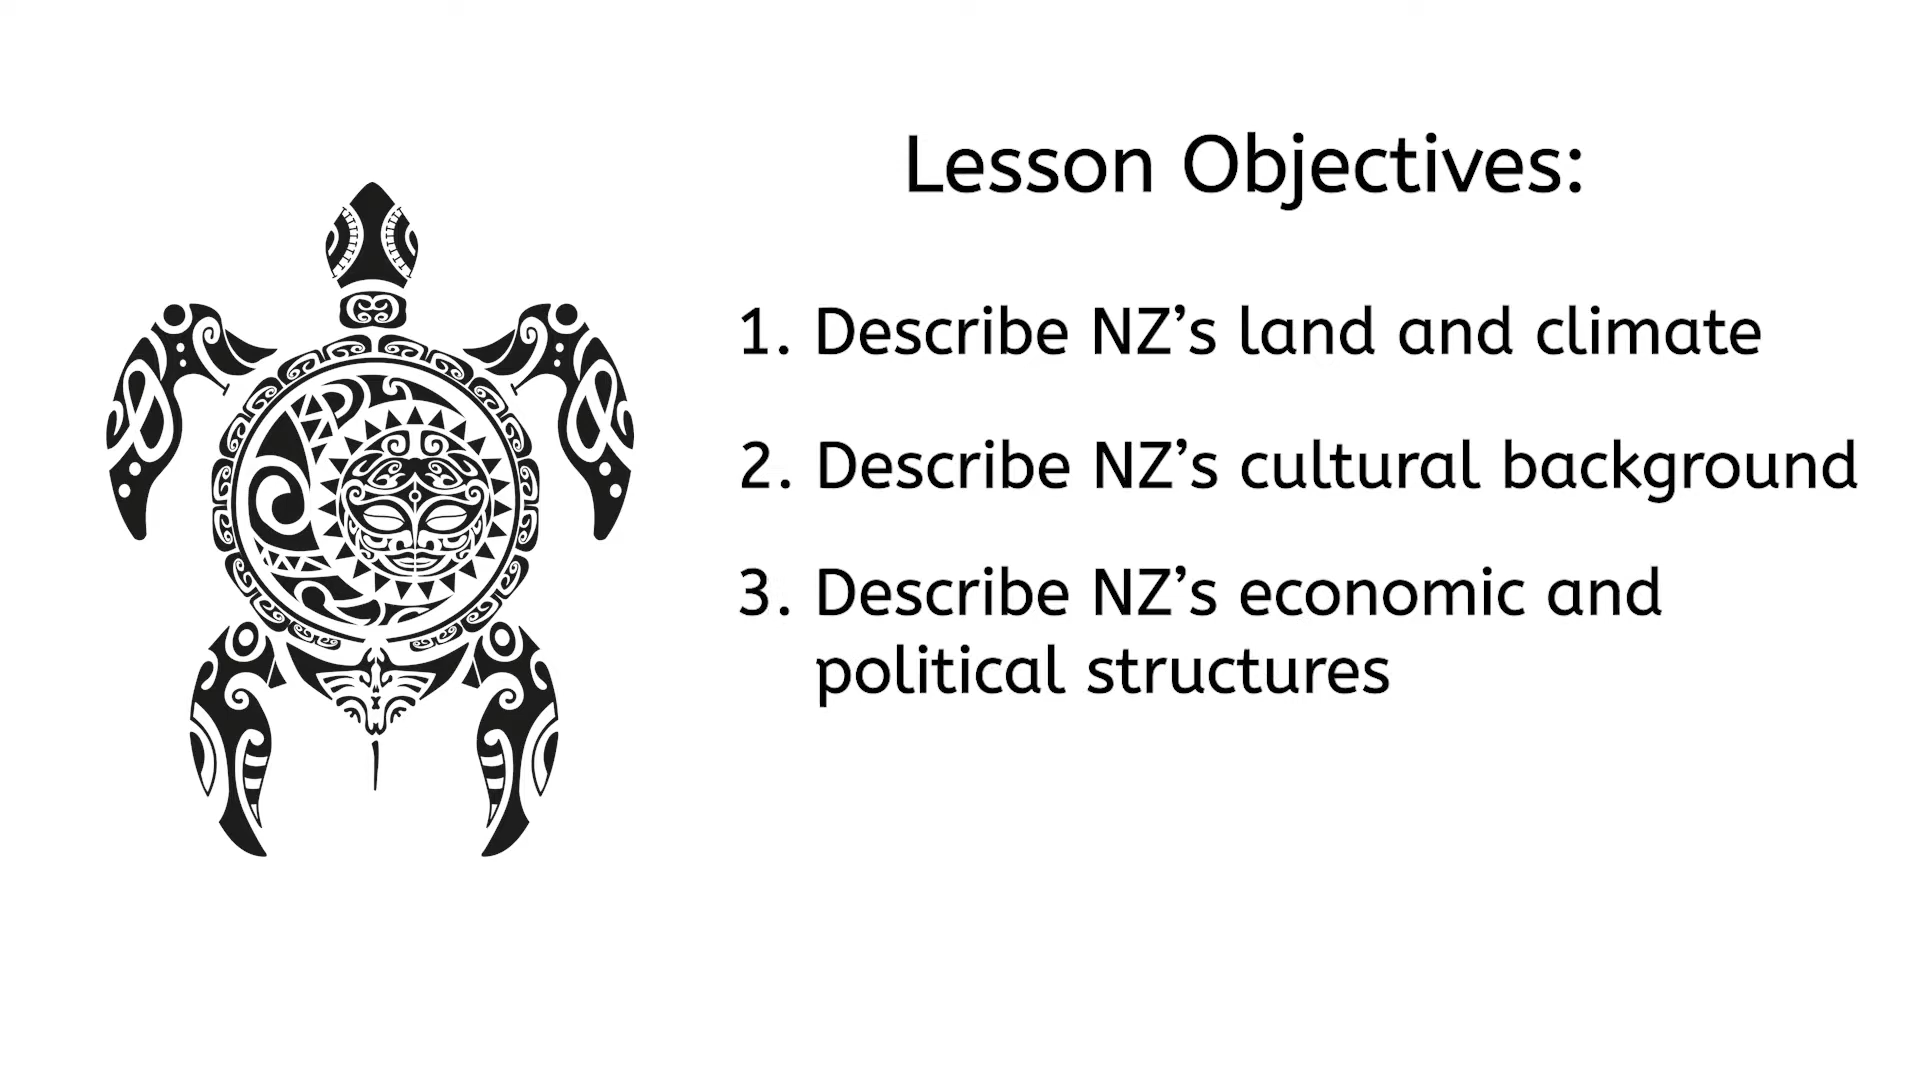 Lesson Objectives:
1. Describe NZ’s land and climate
2. Describe NZ’s cultural background
3. Describe NZ’s economic and
political structures